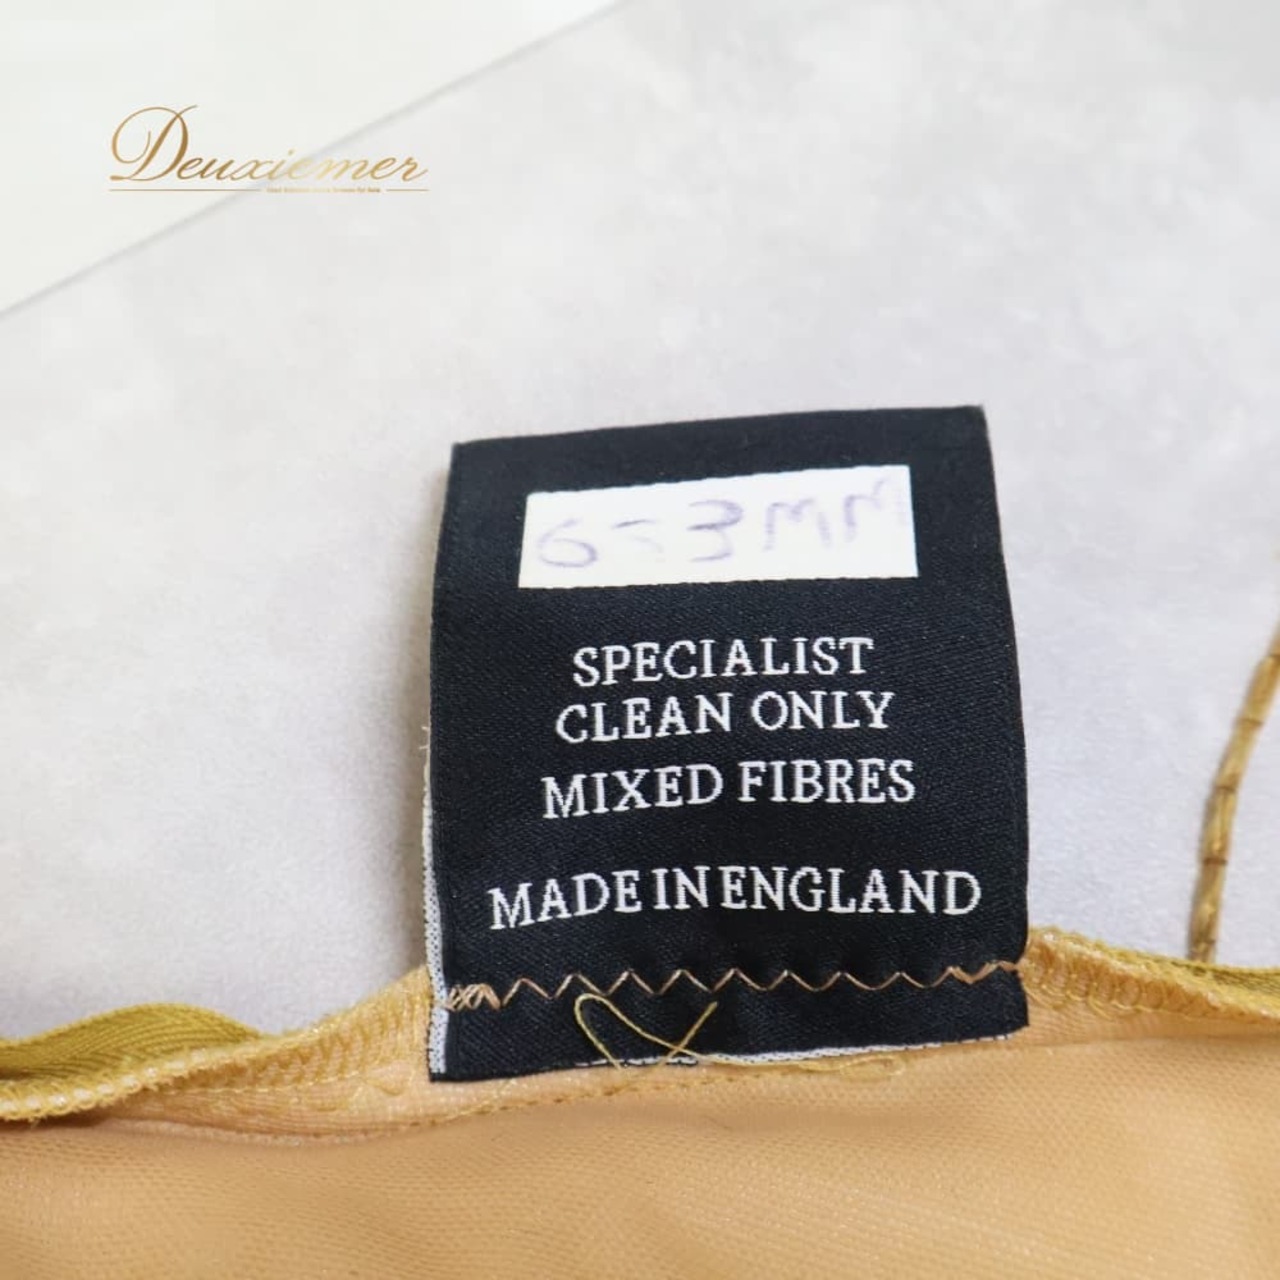 Deuxiemer
SPECIALIST
CLEAN ONLY
MIXED FIBRES
MADE IN ENGLAND